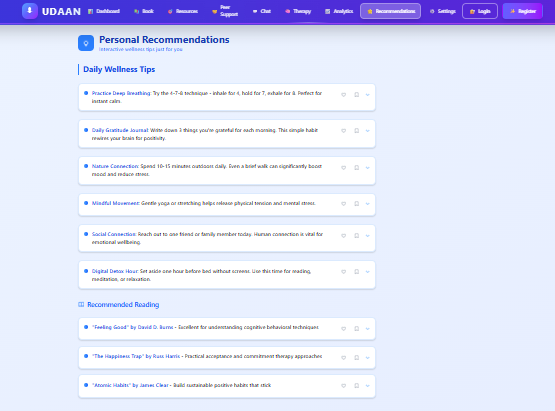 UDAAN Dashboard Book Resources Peer Support Chat Therapy Analytics Recommendations Settings Login Register
Personal Recommendations
Interactive wellness tips just for you
Daily Wellness Tips
Practice Deep Breathing: Try the 4-7-8 technique - inhale for 4, hold for 7, exhale for 8. Perfect for
instant calm.
Daily Gratitude Journal: Write down 3 things you're grateful for each morning. This simple habit
rewires your brain for positivity.
Nature Connection: Spend 10-15 minutes outdoors daily. Even a brief walk can significantly boost
mood and reduce stress.
Mindful Movement: Gentle yoga or stretching helps release physical tension and mental stress.
Social Connection: Reach out to one friend or family member today. Human connection is vital for
emotional wellbeing.
Digital Detox Hour: Set aside one hour before bed without screens. Use this time for reading,
meditation, or relaxation.
Recommended Reading
"Feeling Good" by David D. Burns - Excellent for understanding cognitive behavioral techniques
"The Happiness Trap" by Russ Harris - Practical acceptance and commitment therapy approaches
"Atomic Habits" by James Clear - Build sustainable positive habits that stick